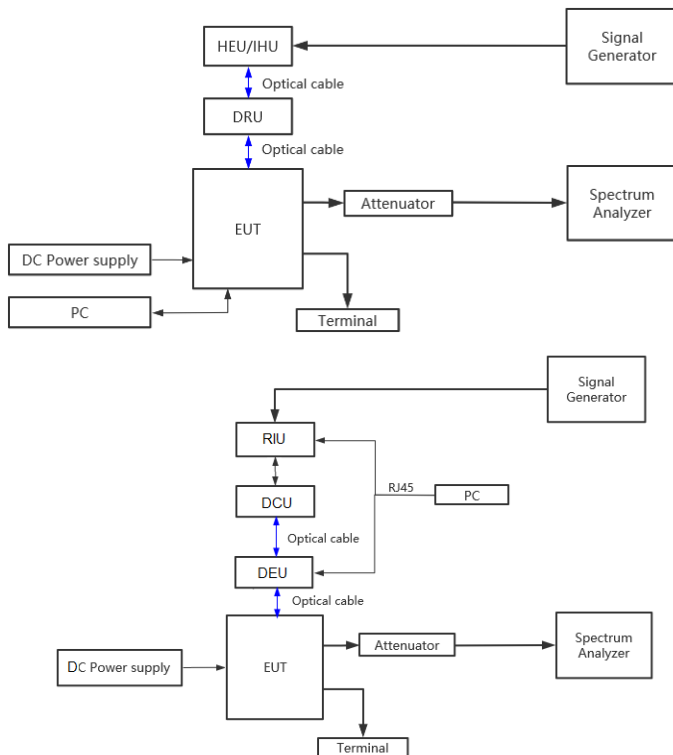 HEU/IHU
Signal
Generator
Optical cable
DRU
Optical cable
EUT
Attenuator
Spectrum
Analyzer
DC Power supply
PC
Terminal
Signal
Generator
RIU
RJ45
PC
DCU
Optical cable
DEU
Optical cable
EUT
Attenuator
Spectrum
Analyzer
DC Power supply
Terminal